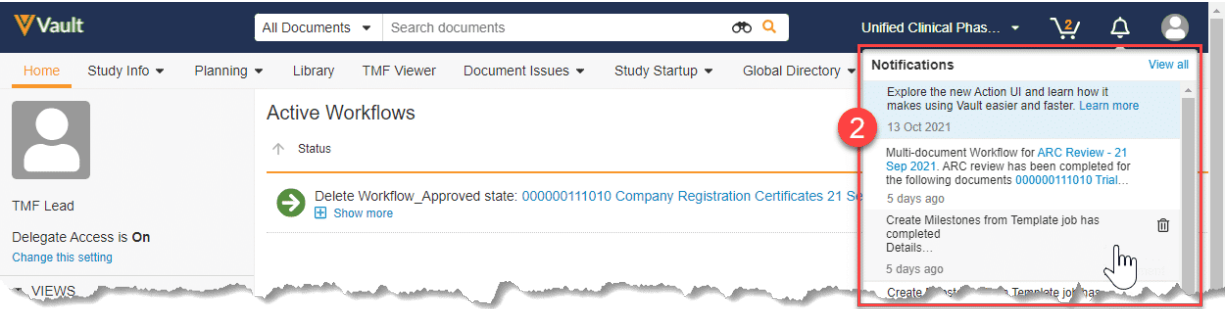 Vault
All Documents Search documents
Unified Clinical Phas... 2
Home Study Info Planning Library TMF Viewer Document Issues Study Startup Global Directory
Notifications View all
Explore the new Action UI and learn how it
makes using Vault easier and faster. Learn more
13 Oct 2021
2
Multi-document Workflow for ARC Review - 21
Sep 2021. ARC review has been completed for
the following documents 000000111010 Trial...
5 days ago
Create Milestones from Template job has
completed
Details...
5 days ago
Create Template job has
Active Workflows
Status
Delete Workflow_Approved state: 000000111010 Company Registration Certificates 21 Se
Show more
TMF Lead
Delegate Access is On
Change this setting
VIEWS